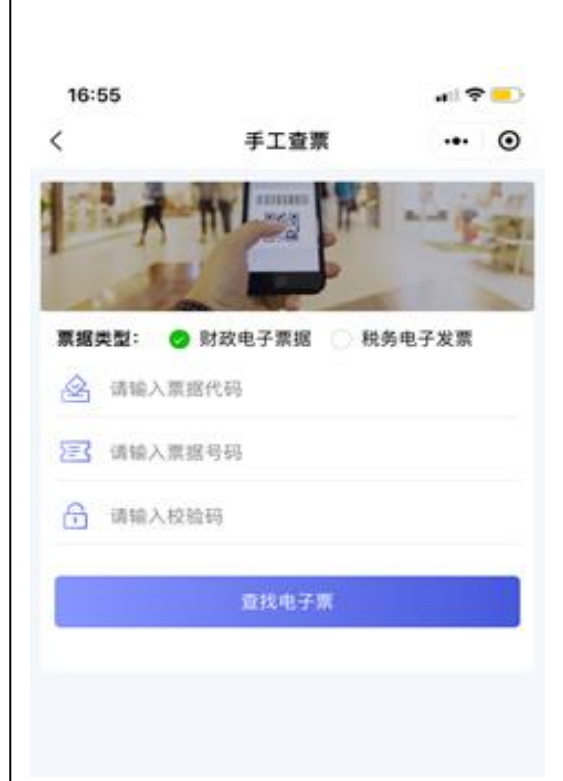 16:55
手工查票
票据类型： 财政电子票据 税务电子发票
请输入票据代码
请输入票据号码
请输入校验码
查找电子票